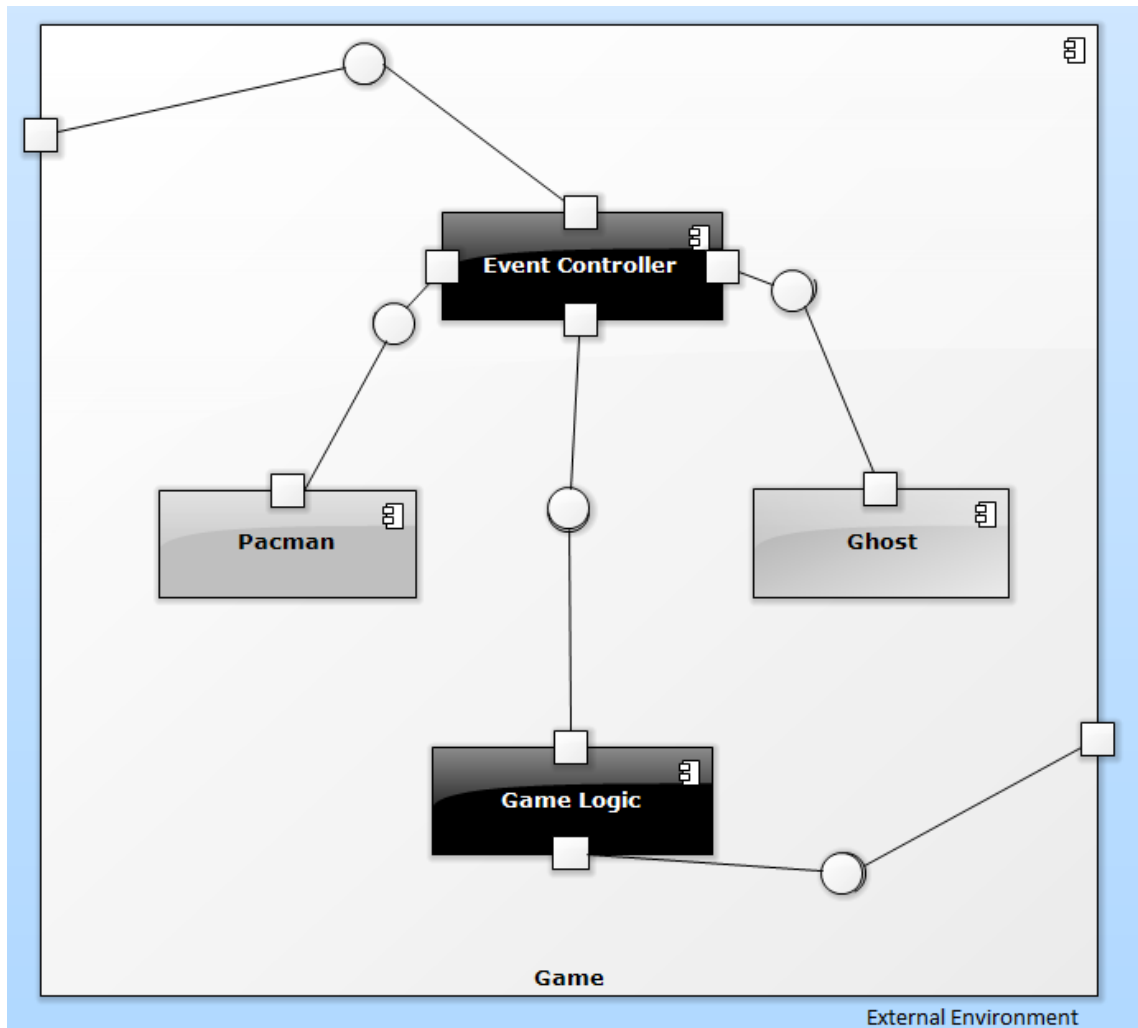 Event Controller
Pacman
Ghost
Game Logic
Game
External Environment